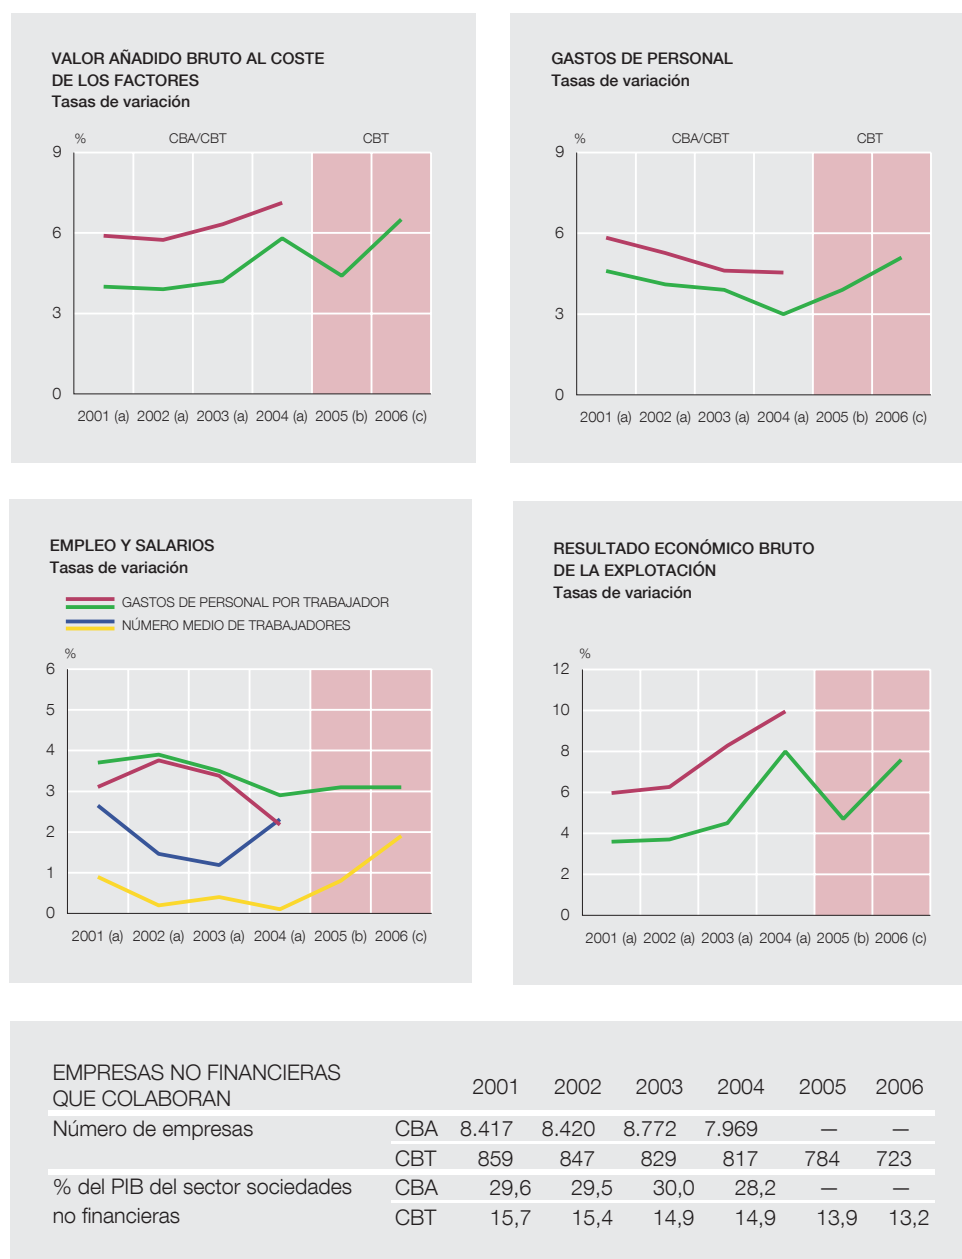 VALOR AÑADIDO BRUTO AL COSTE
DE LOS FACTORES
Tasas de variación
% CBA/CBT CBT
9
6
3
0
2001 (a) 2002 (a) 2003 (a) 2004 (a) 2005 (b) 2006 (c)
GASTOS DE PERSONAL
Tasas de variación
% CBA/CBT CBT
9
6
3
0
2001 (a) 2002 (a) 2003 (a) 2004 (a) 2005 (b) 2006 (c)
EMPLEO Y SALARIOS
Tasas de variación
GASTOS DE PERSONAL POR TRABAJADOR
NÚMERO MEDIO DE TRABAJADORES
%
6
5
4
3
2
1
0
2001 (a) 2002 (a) 2003 (a) 2004 (a) 2005 (b) 2006 (c)
RESULTADO ECONÓMICO BRUTO
DE LA EXPLOTACIÓN
Tasas de variación
%
12
10
8
6
4
2
0
2001 (a) 2002 (a) 2003 (a) 2004 (a) 2005 (b) 2006 (c)
EMPRESAS NO FINANCIERAS
QUE COLABORAN 2001 2002 2003 2004 2005 2006
Número de empresas CBA 8.417 8.420 8.772 7.969 — —
CBT 859 847 829 817 784 723
% del PIB del sector sociedades CBA 29,6 29,5 30,0 28,2 — —
no financieras CBT 15,7 15,4 14,9 14,9 13,9 13,2